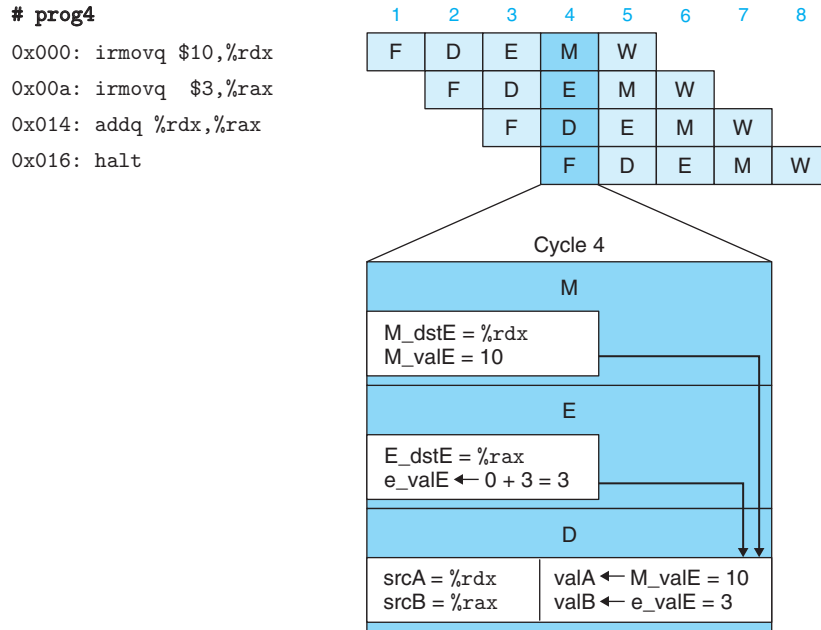 # prog4
1 2 3 4 5 6 7 8
0x000: irmovq $10,%rdx
F D E M W
0x00a: irmovq $3,%rax
F D E M W
0x014: addq %rdx,%rax
F D E M W
0x016: halt
F D E M W
Cycle 4
M
M_dstE = %rdx
M_valE = 10
E
E_dstE = %rax
e_valE ← 0 + 3 = 3
D
srcA = %rdx
srcB = %rax
valA ← M_valE = 10
valB ← e_valE = 3